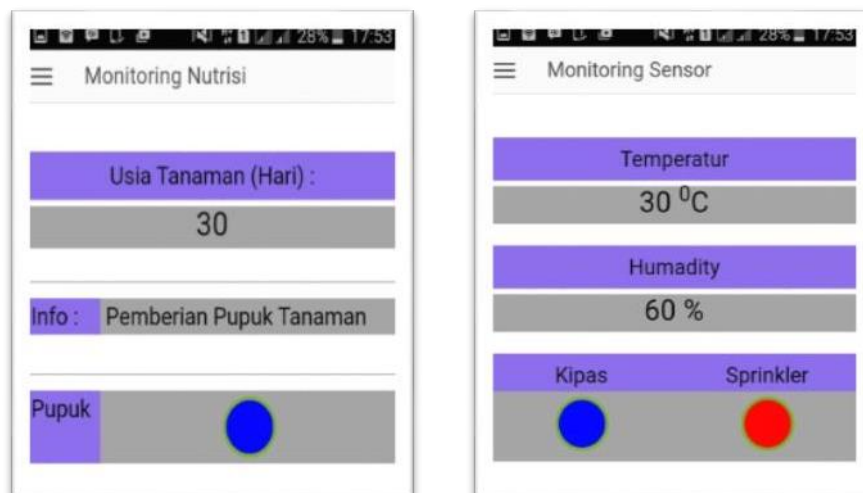 28% 17:53
Monitoring Nutrisi
Usia Tanaman (Hari) :
30
Info : Pemberian Pupuk Tanaman
Pupuk
28% 17:53
Monitoring Sensor
Temperatur
30 ⁰C
Humadity
60 %
Kipas Sprinkler